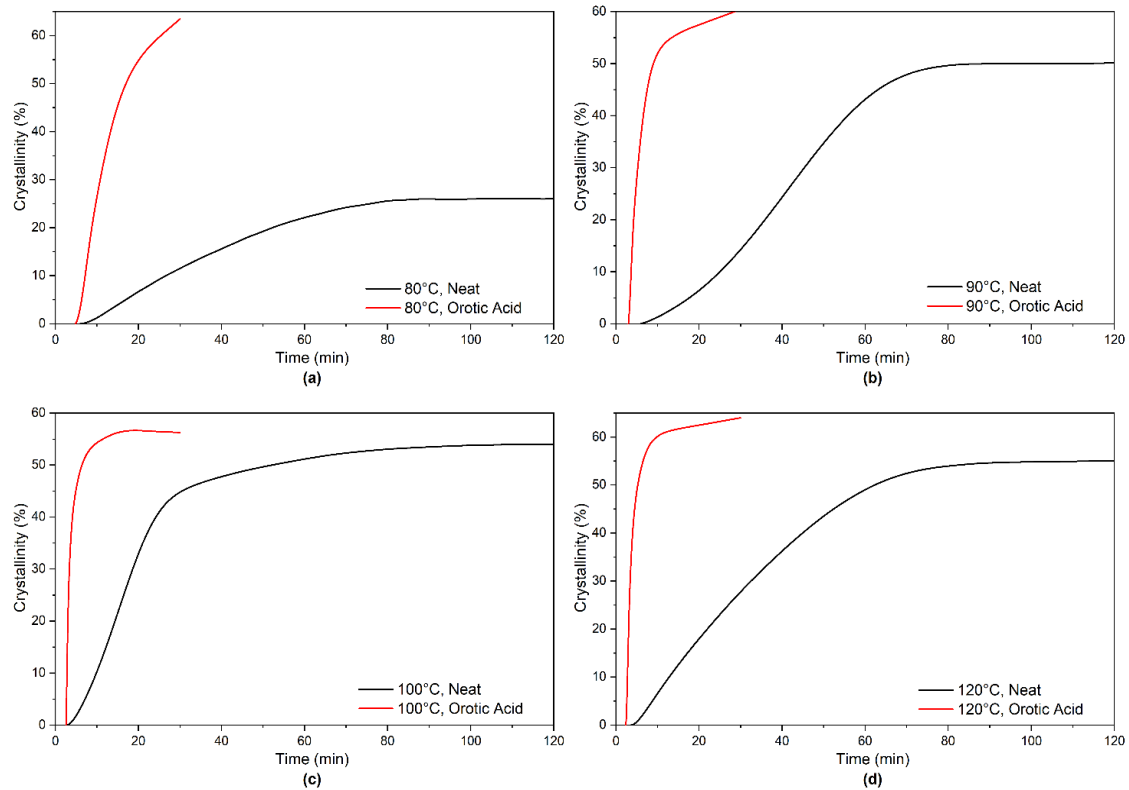 Crystallinity (%)
60
50
40
30
20
10
0
80°C, Neat
80°C, Orotic Acid
0 20 40 60 80 100 120
Time (min)
(a)
Crystallinity (%)
60
50
40
30
20
10
0
90°C, Neat
90°C, Orotic Acid
0 20 40 60 80 100 120
Time (min)
(b)
Crystallinity (%)
60
50
40
30
20
10
0
100°C, Neat
100°C, Orotic Acid
0 20 40 60 80 100 120
Time (min)
(c)
Crystallinity (%)
60
50
40
30
20
10
0
120°C, Neat
120°C, Orotic Acid
0 20 40 60 80 100 120
Time (min)
(d)